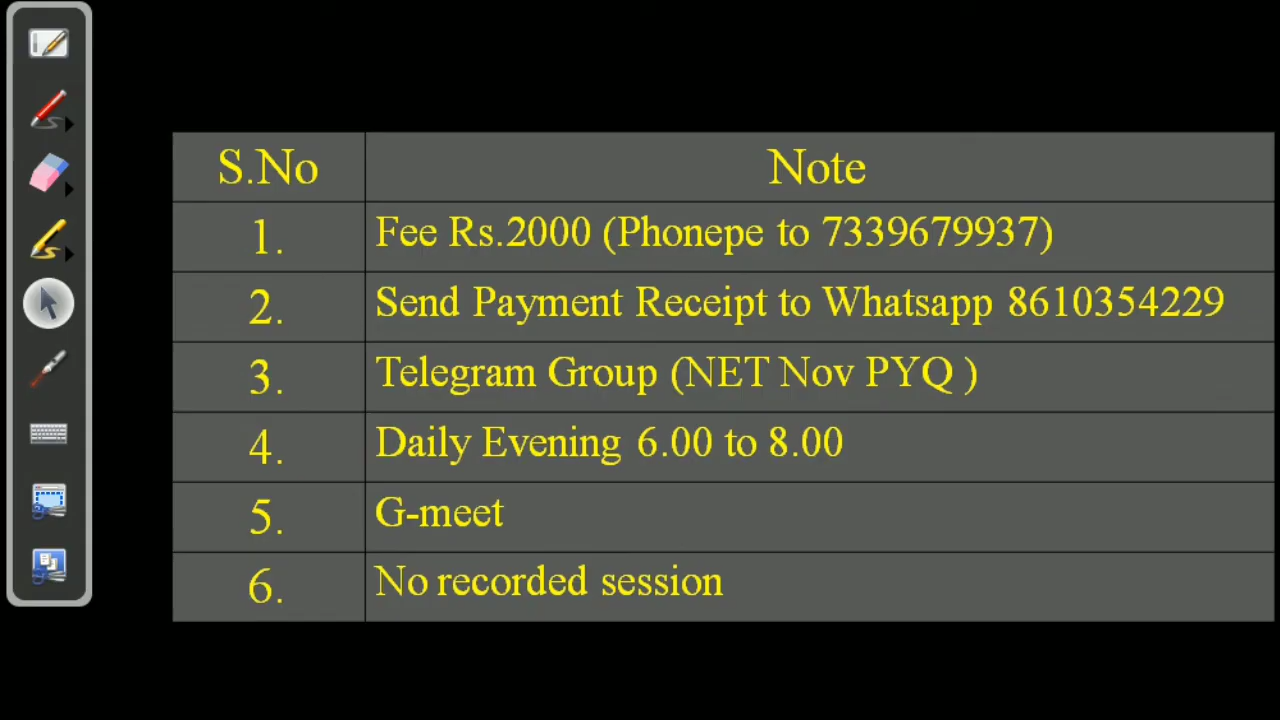 S.No Note
1. Fee Rs.2000 (Phonepe to 7339679937)
2. Send Payment Receipt to Whatsapp 8610354229
3. Telegram Group (NET Nov PYQ )
4. Daily Evening 6.00 to 8.00
5. G-meet
6. No recorded session